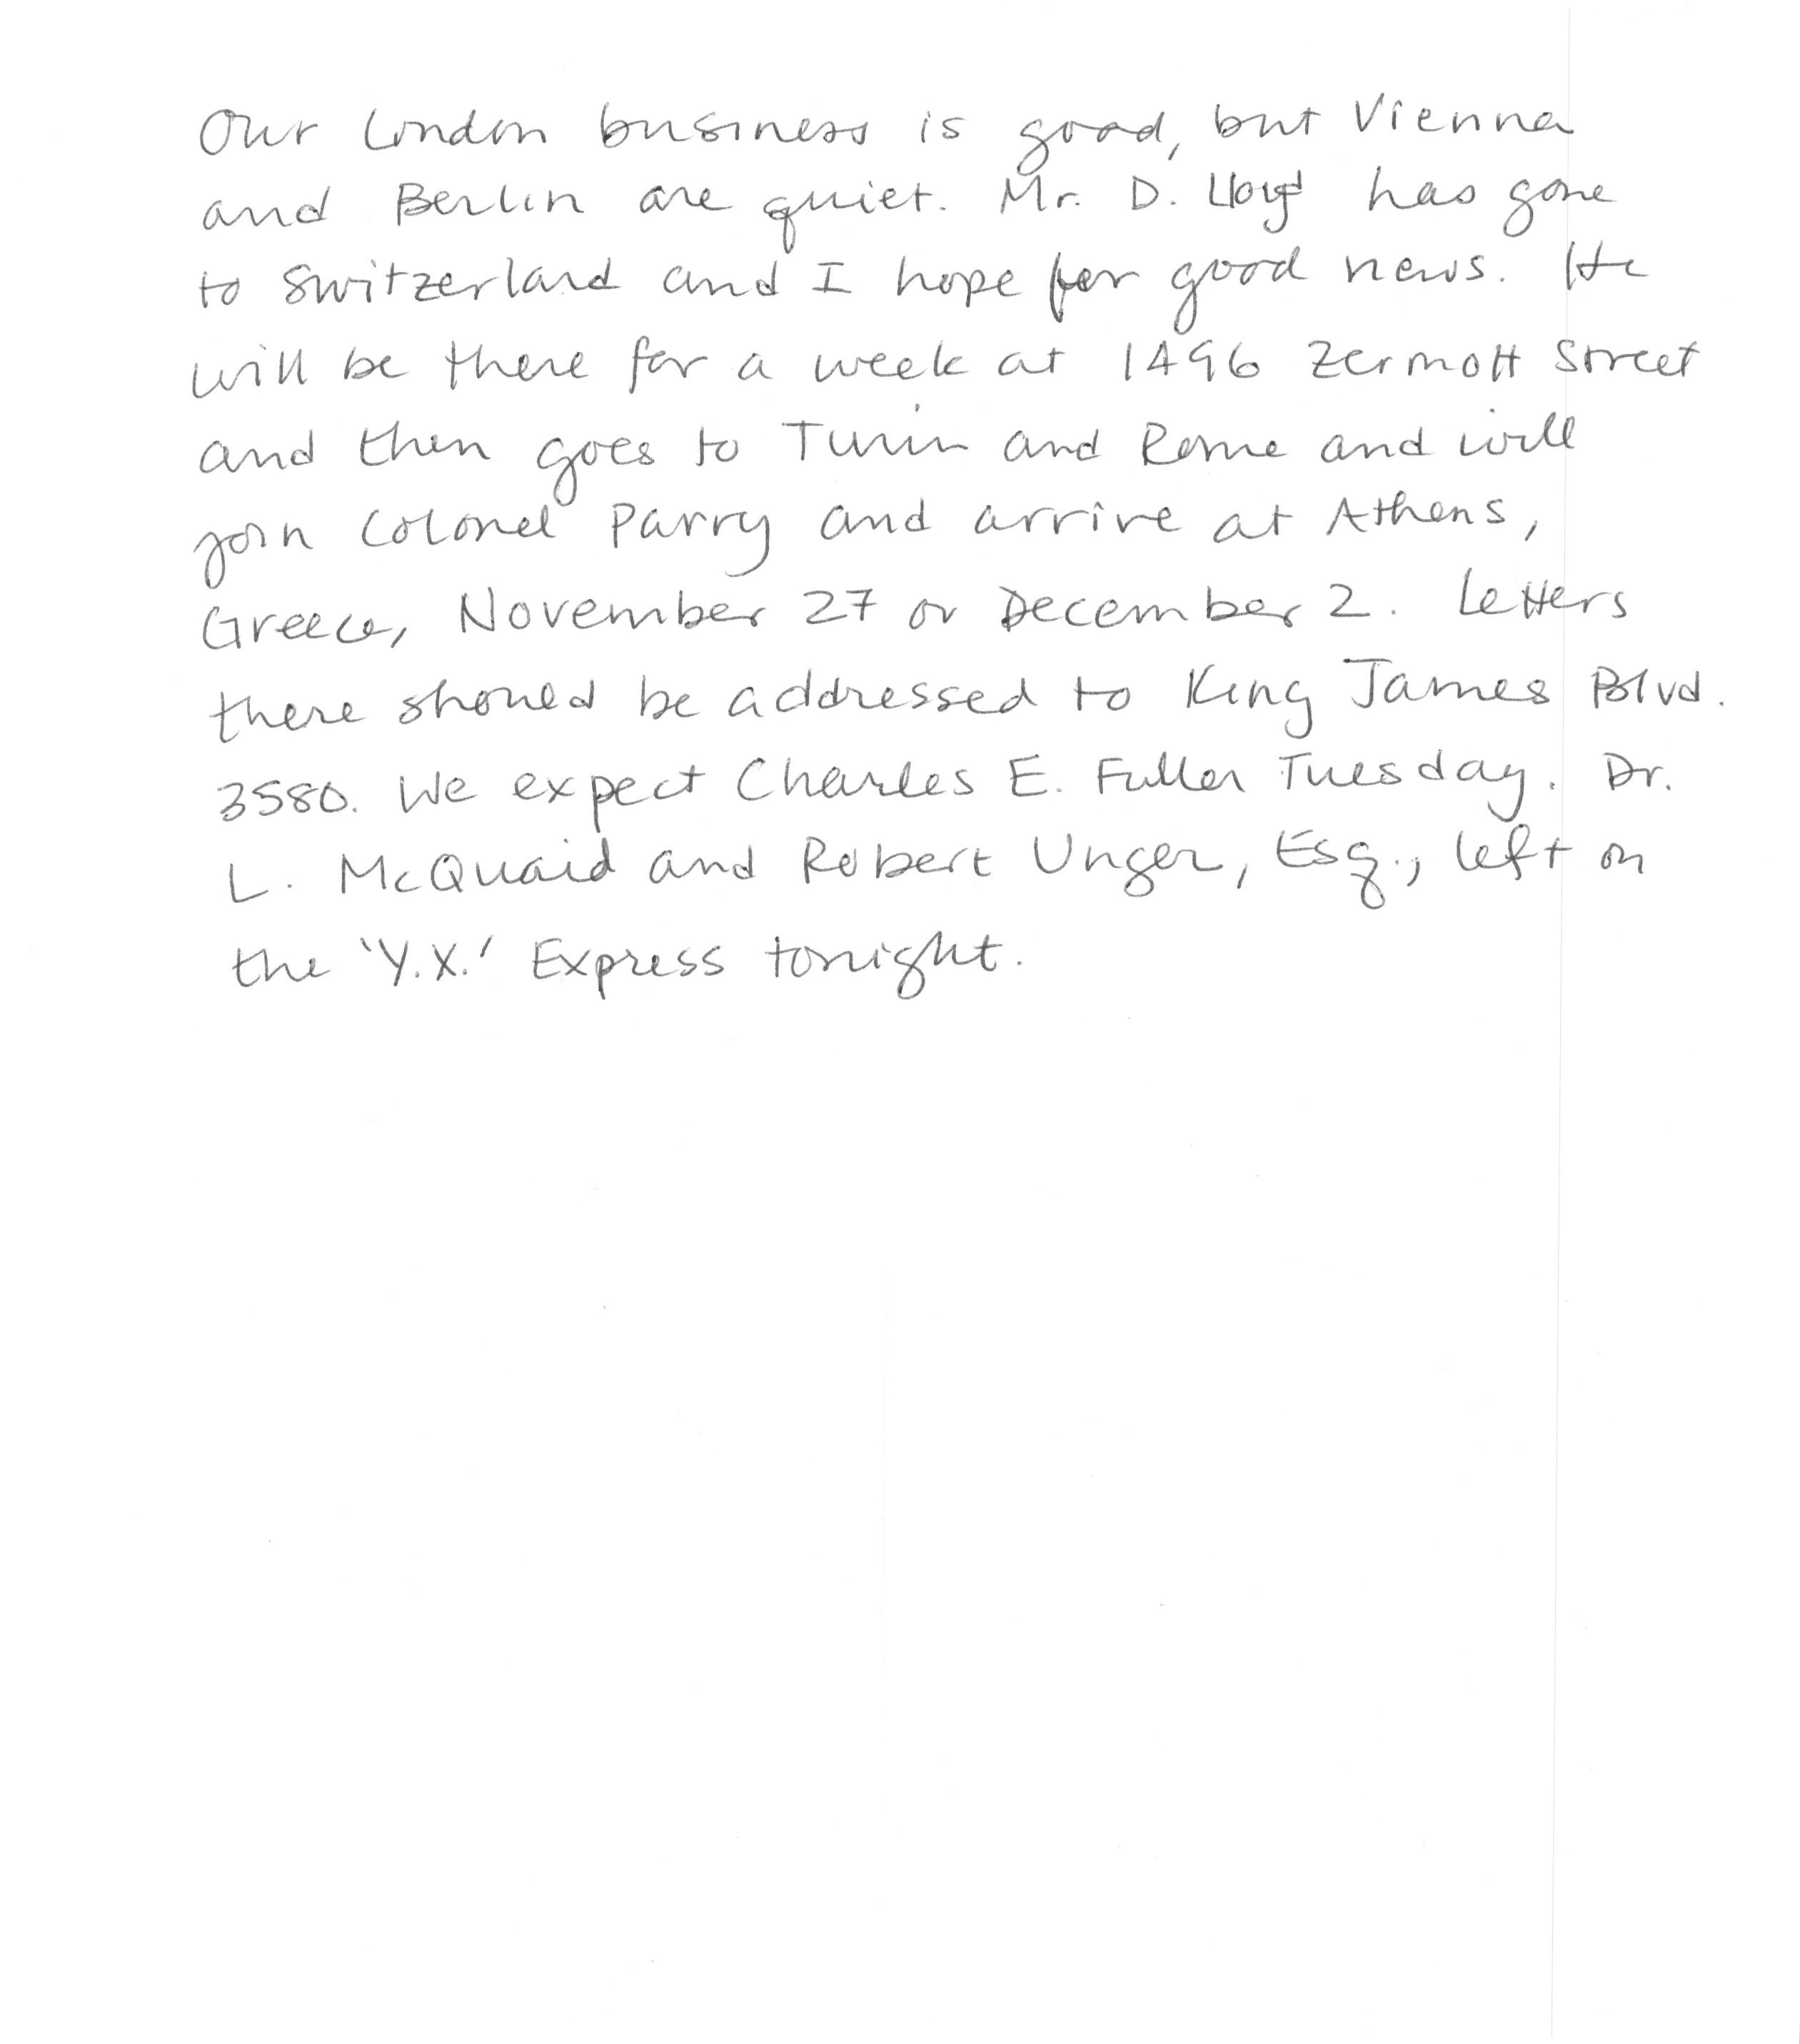 Our London business is good, but Vienna
and Berlin are quiet. Mr. D. Lloyd has gone
to Switzerland and I hope for good news. He
will be there for a week at 1496 Zermott Street
and then goes to Turin and Rome and will
join Colonel Parry and arrive at Athens,
Greece, November 27 or December 2. Letters
there should be addressed to King James Blvd.
3580. We expect Charles E. Fuller Tuesday. Dr.
L. McQuaid and Robert Unger, Esq., left on
the 'Y.X.' Express tonight.